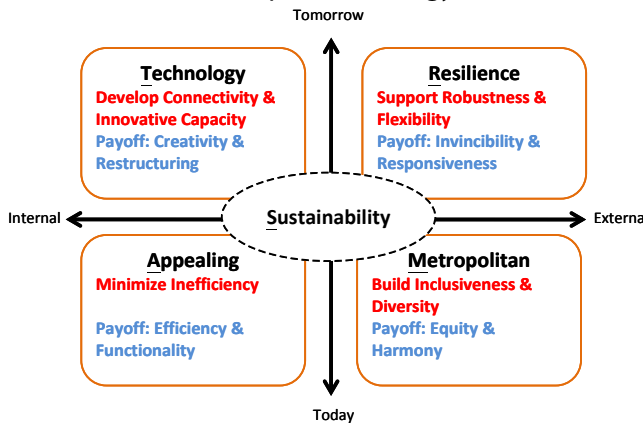 Tomorrow
Technology
Develop Connectivity &
Innovative Capacity
Payoff: Creativity &
Restructuring
Resilience
Support Robustness &
Flexibility
Payoff: Invincibility &
Responsiveness
Internal
Sustainability
External
Appealing
Minimize Inefficiency
Payoff: Efficiency &
Functionality
Metropolitan
Build Inclusiveness &
Diversity
Payoff: Equity &
Harmony
Today